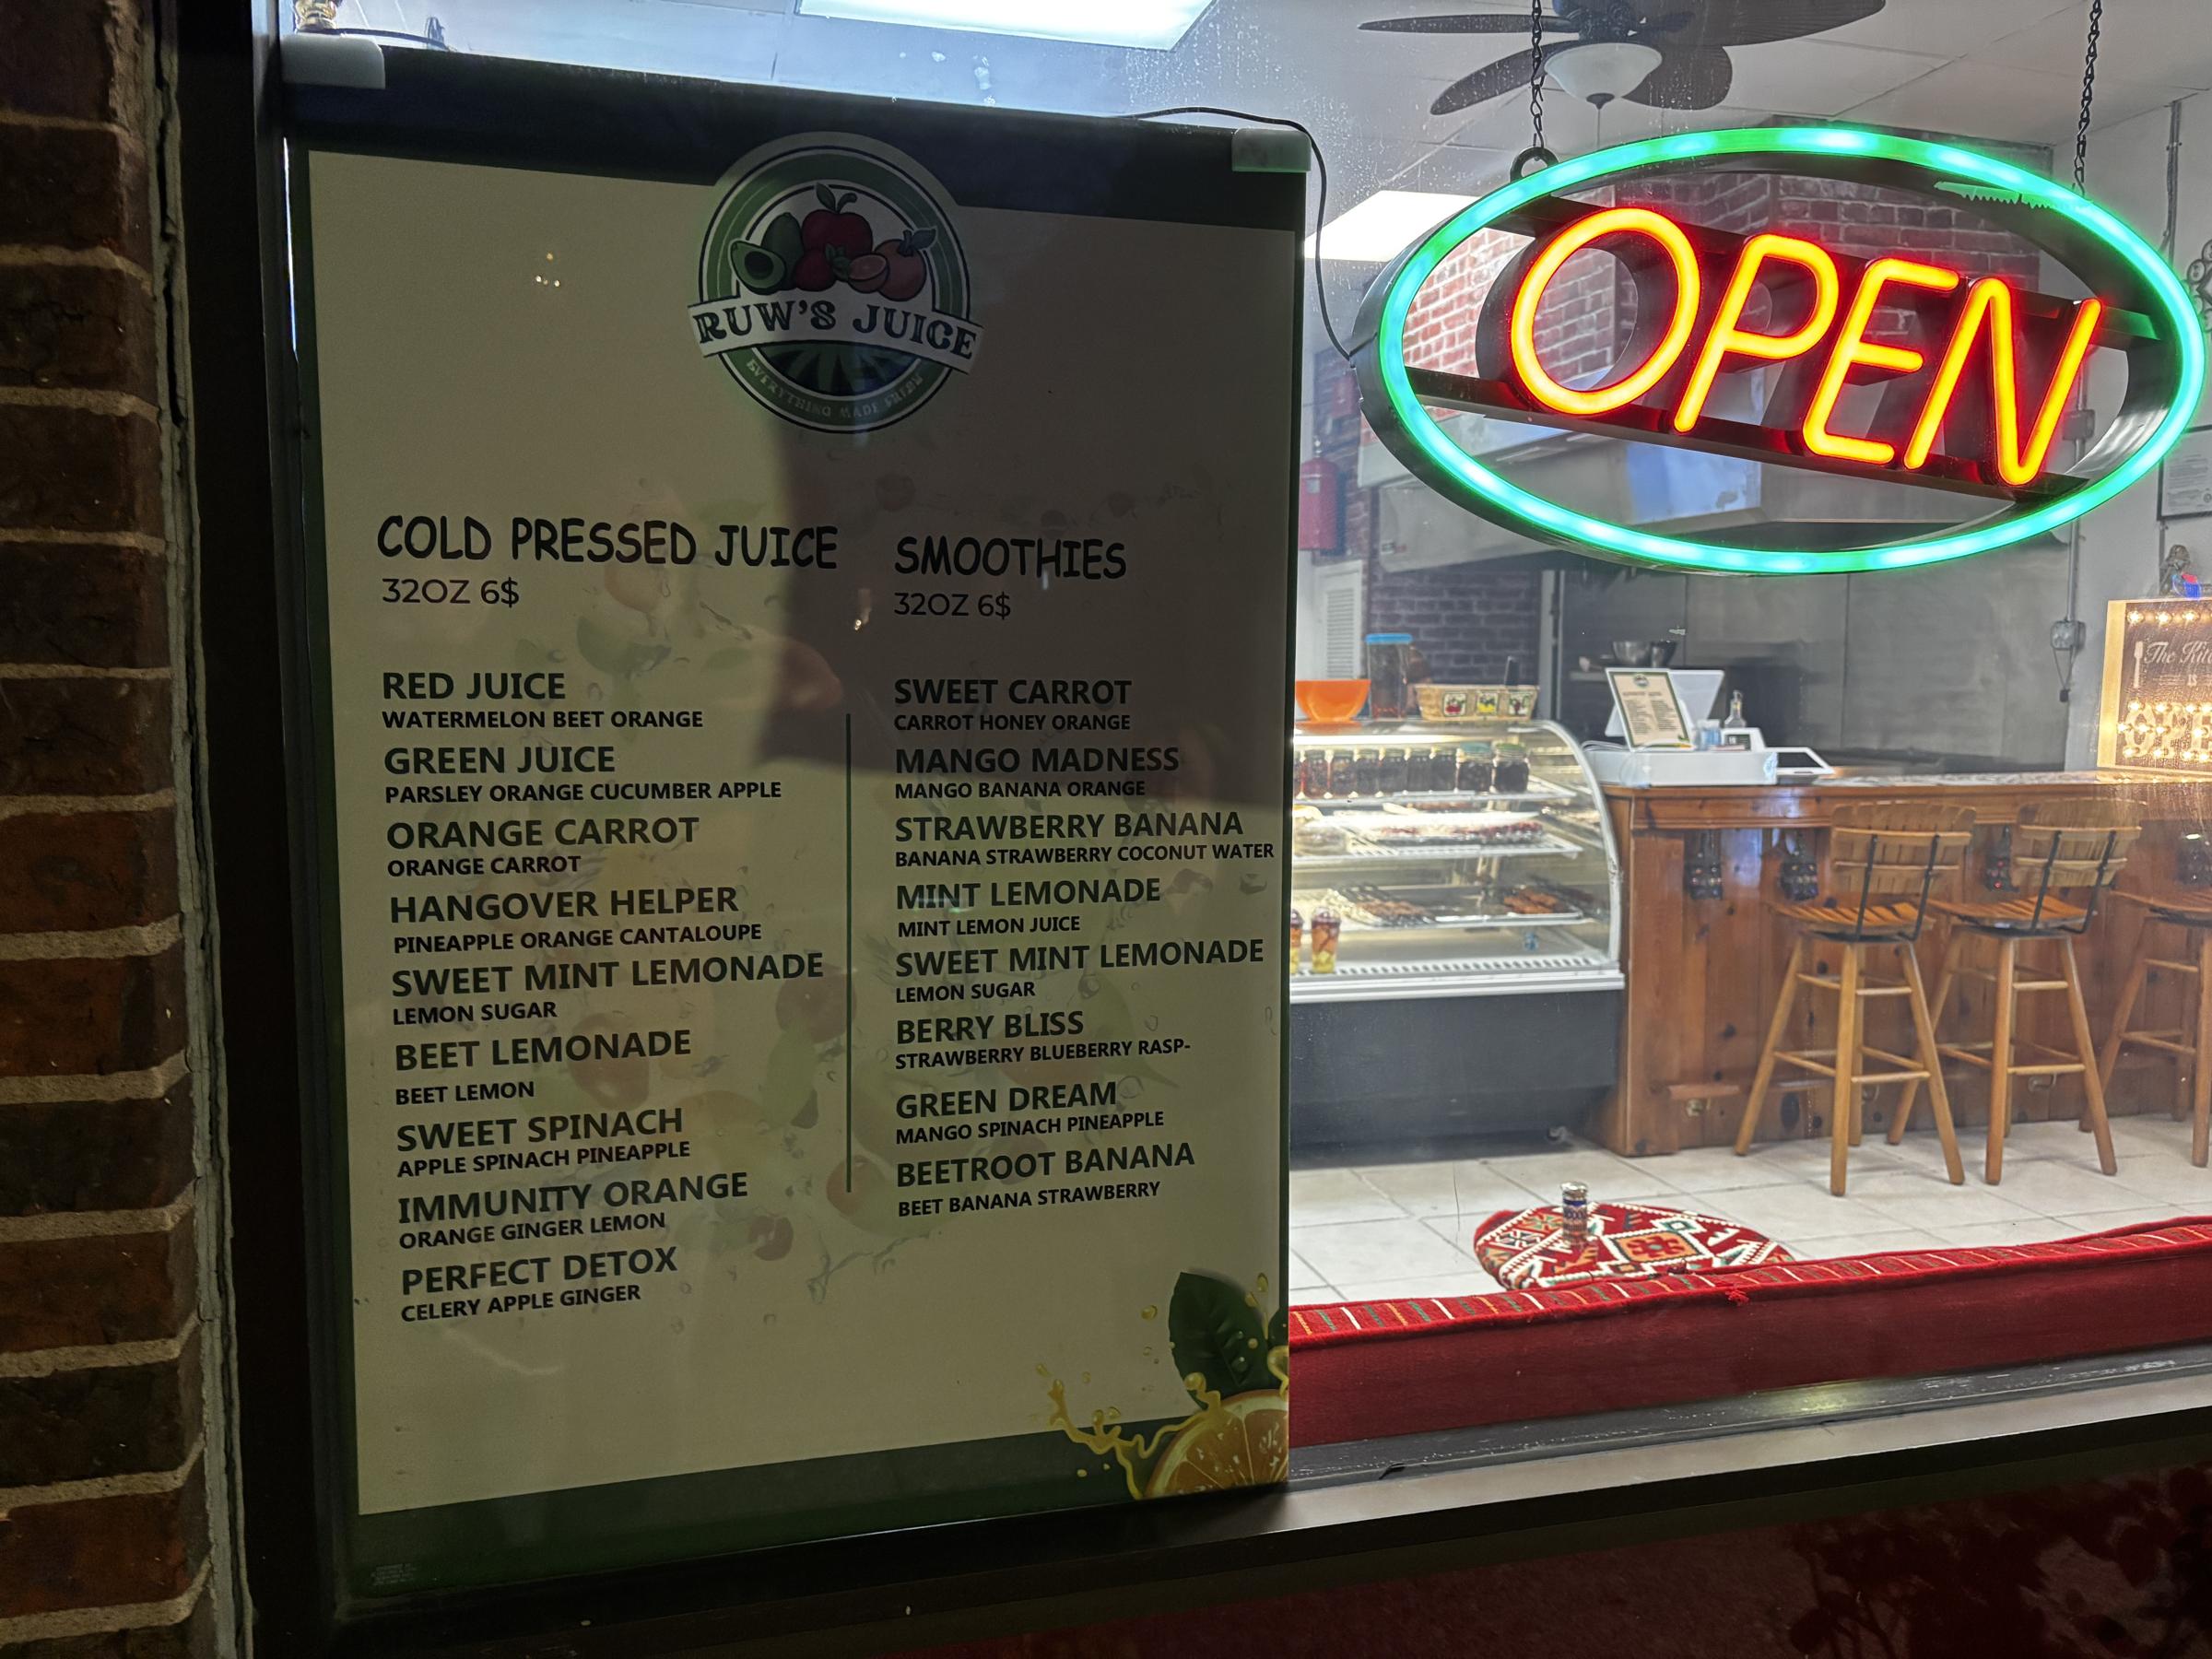 RUW'S JUICE
EVERYTHING MADE FRESH
COLD PRESSED JUICE
32OZ 6$
RED JUICE
WATERMELON BEET ORANGE
GREEN JUICE
PARSLEY ORANGE CUCUMBER APPLE
ORANGE CARROT
ORANGE CARROT
HANGOVER HELPER
PINEAPPLE ORANGE CANTALOUPE
SWEET MINT LEMONADE
LEMON SUGAR
BEET LEMONADE
BEET LEMON
SWEET SPINACH
APPLE SPINACH PINEAPPLE
IMMUNITY ORANGE
ORANGE GINGER LEMON
PERFECT DETOX
CELERY APPLE GINGER
SMOOTHIES
32OZ 6$
SWEET CARROT
CARROT HONEY ORANGE
MANGO MADNESS
MANGO BANANA ORANGE
STRAWBERRY BANANA
BANANA STRAWBERRY COCONUT WATER
MINT LEMONADE
MINT LEMON JUICE
SWEET MINT LEMONADE
LEMON SUGAR
BERRY BLISS
STRAWBERRY BLUEBERRY RASP-
GREEN DREAM
MANGO SPINACH PINEAPPLE
BEETROOT BANANA
BEET BANANA STRAWBERRY
OPEN
The